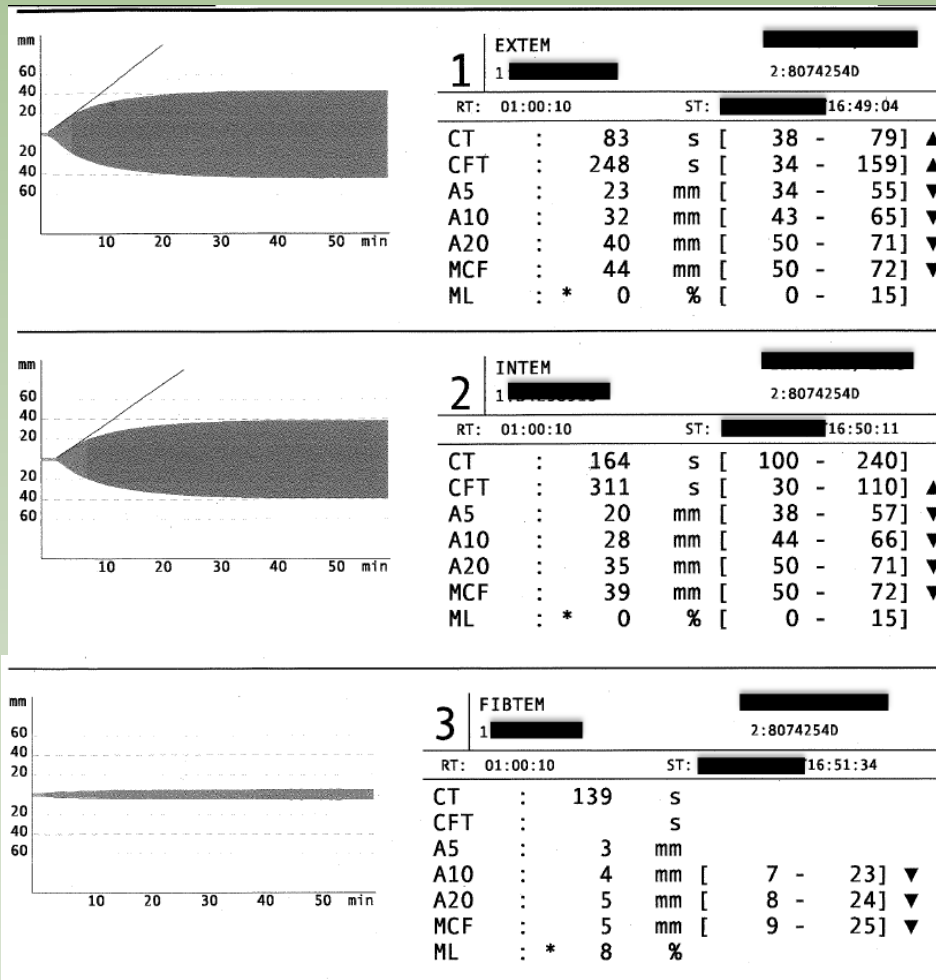 mm
60
40
20
20
40
60
10 20 30 40 50 min
1 EXTEM
1
2:8074254D
RT: 01:00:10 ST: 16:49:04
CT : 83 s [ 38 - 79] ▲
CFT : 248 s [ 34 - 159] ▲
A5 : 23 mm [ 34 - 55] ▼
A10 : 32 mm [ 43 - 65] ▼
A20 : 40 mm [ 50 - 71] ▼
MCF : 44 mm [ 50 - 72] ▼
ML : * 0 % [ 0 - 15]
mm
60
40
20
20
40
60
10 20 30 40 50 min
2 INTEM
1
2:8074254D
RT: 01:00:10 ST: 16:50:11
CT : 164 s [ 100 - 240]
CFT : 311 s [ 30 - 110] ▲
A5 : 20 mm [ 38 - 57] ▼
A10 : 28 mm [ 44 - 66] ▼
A20 : 35 mm [ 50 - 71] ▼
MCF : 39 mm [ 50 - 72] ▼
ML : * 0 % [ 0 - 15]
mm
60
40
20
20
40
60
10 20 30 40 50 min
3 FIBTEM
1
2:8074254D
RT: 01:00:10 ST: 16:51:34
CT : 139 s
CFT : s
A5 : 3 mm
A10 : 4 mm [ 7 - 23] ▼
A20 : 5 mm [ 8 - 24] ▼
MCF : 5 mm [ 9 - 25] ▼
ML : * 8 %